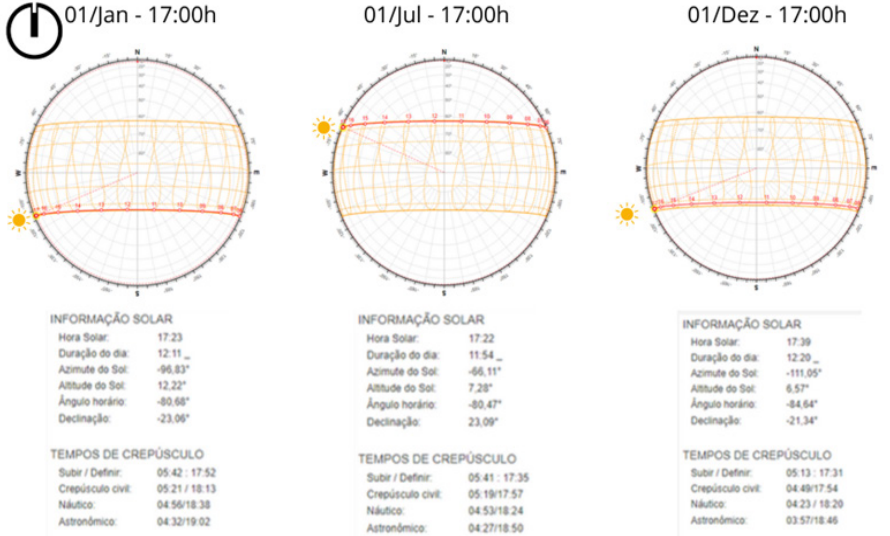 01/Jan - 17:00h
01/Jul - 17:00h
01/Dez - 17:00h
N
N
N
W
E
W
E
W
E
S
S
S
INFORMAÇÃO SOLAR
Hora Solar: 17:23
Duração do dia: 12:11 _
Azimute do Sol: -96,83°
Altitude do Sol: 12,22°
Ângulo horário: -80,68°
Declinação: -23,06°
TEMPOS DE CREPÚSCULO
Subir / Definir: 05:42 : 17:52
Crepúsculo civil: 05:21 / 18:13
Náutico: 04:56/18:38
Astronômico: 04:32/19:02
INFORMAÇÃO SOLAR
Hora Solar: 17:22
Duração do dia: 11:54 _
Azimute do Sol: -66,11°
Altitude do Sol: 7,28°
Ângulo horário: -80,47°
Declinação: 23,09°
TEMPOS DE CREPÚSCULO
Subir / Definir: 05:41 : 17:35
Crepúsculo civil: 05:19/17:57
Náutico: 04:53/18:24
Astronômico: 04:27/18:50
INFORMAÇÃO SOLAR
Hora Solar: 17:39
Duração do dia: 12:20 _
Azimute do Sol: -111,05°
Altitude do Sol: 6,57°
Ângulo horário: -84,64°
Declinação: -21,34°
TEMPOS DE CREPÚSCULO
Subir / Definir: 05:13 : 17:31
Crepúsculo civil: 04:49/17:54
Náutico: 04:23 / 18:20
Astronômico: 03:57/18:46